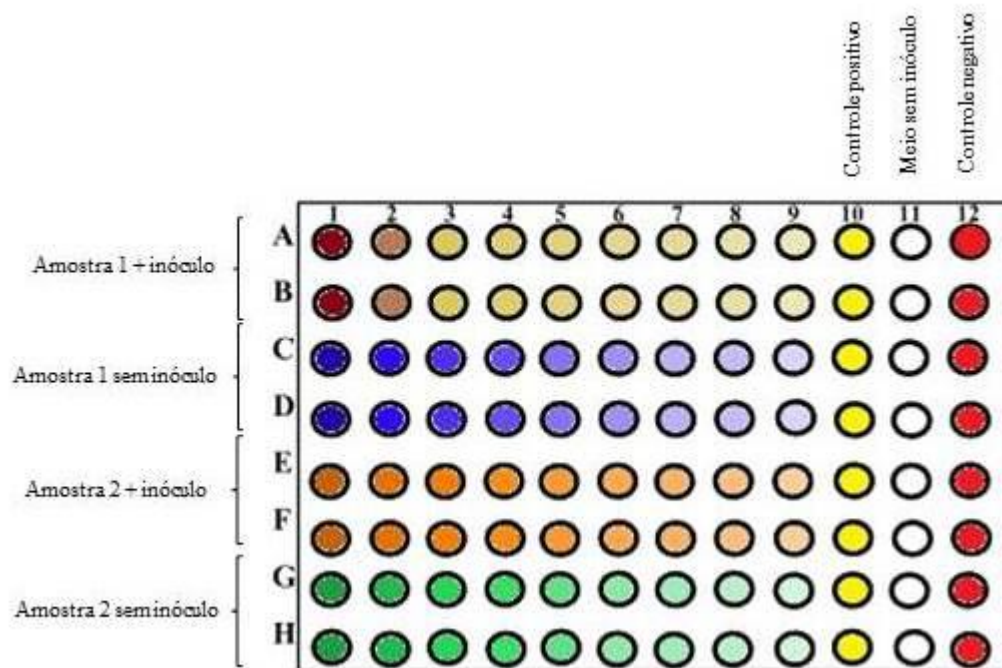 Controle positivo
Meio sem inóculo
Controle negativo
1 2 3 4 5 6 7 8 9 10 11 12
A
Amostra 1 + inóculo
B
C
Amostra 1 sem inóculo
D
E
Amostra 2 + inóculo
F
G
Amostra 2 sem inóculo
H